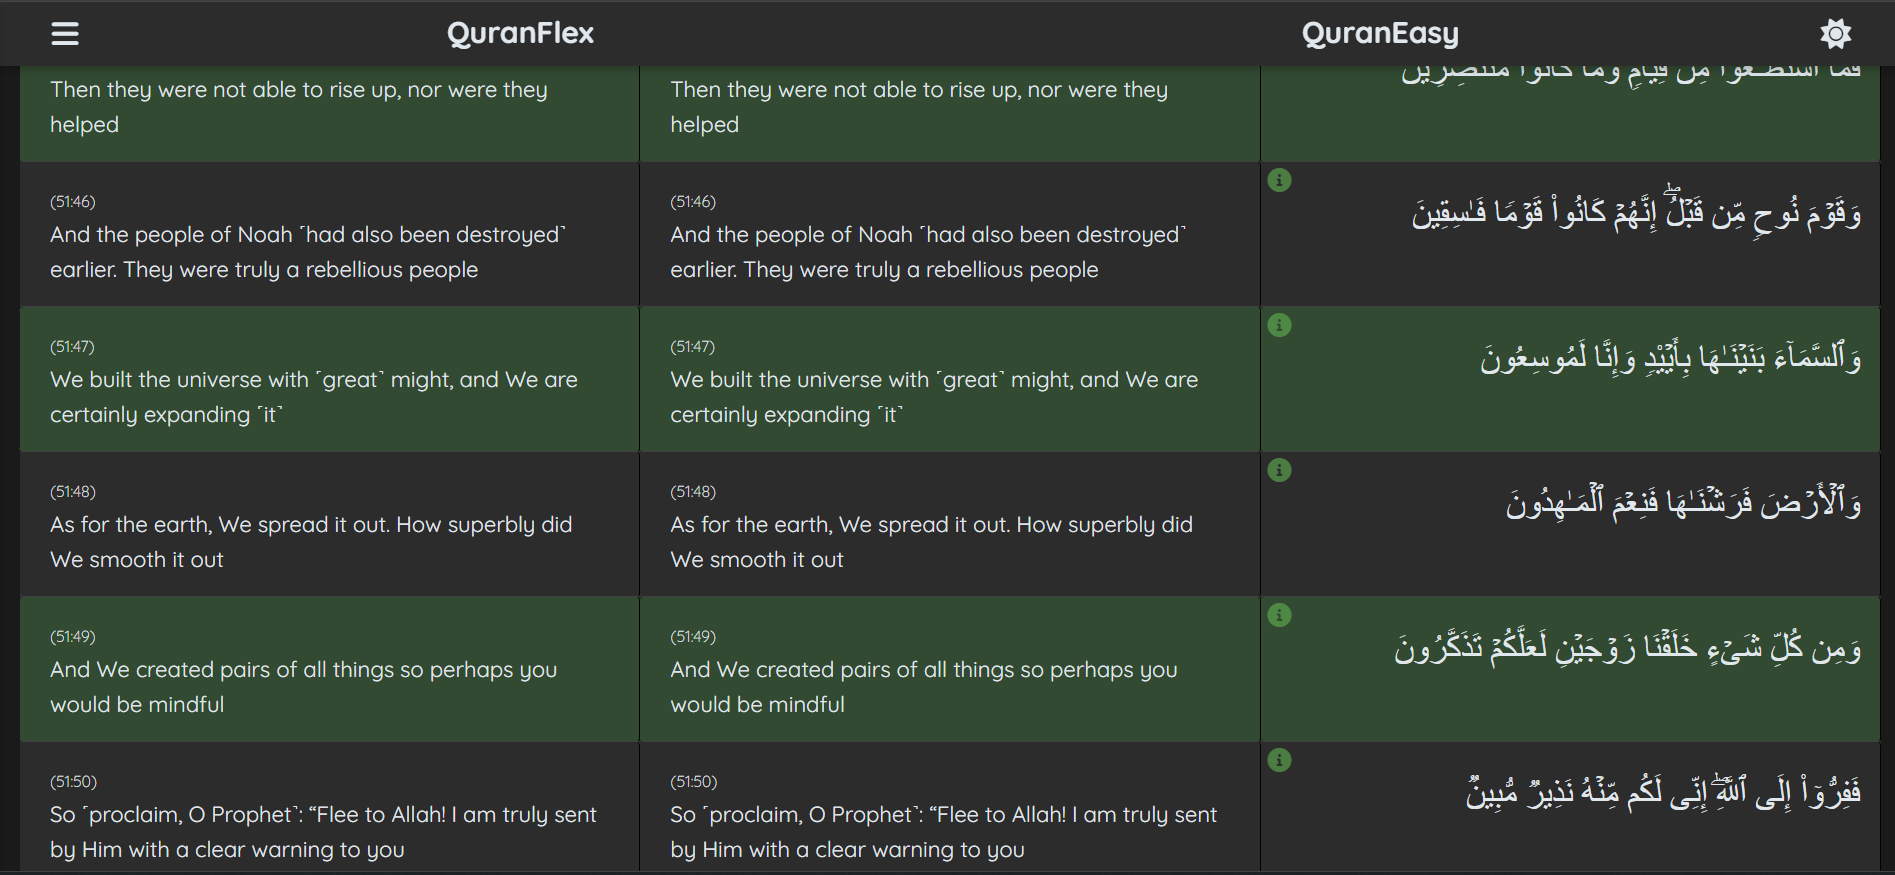 QuranFlex
QuranEasy
Then they were not able to rise up, nor were they
helped
Then they were not able to rise up, nor were they
helped
فَمَا ٱسْتَطَـٰعُوا۟ مِن قِيَامٍۢ وَمَا كَانُوا۟ مُنتَصِرِينَ
(51:46)
And the people of Noah ˹had also been destroyed˺
earlier. They were truly a rebellious people
(51:46)
And the people of Noah ˹had also been destroyed˺
earlier. They were truly a rebellious people
وَقَوْمَ نُوحٍۢ مِّن قَبْلُ ۖ إِنَّهُمْ كَانُوا۟ قَوْمًۭا فَـٰسِقِينَ
(51:47)
We built the universe with ˹great˺ might, and We are
certainly expanding ˹it˺
(51:47)
We built the universe with ˹great˺ might, and We are
certainly expanding ˹it˺
وَٱلسَّمَآءَ بَنَيْنَـٰهَا بِأَيْي۟دٍۢ وَإِنَّا لَمُوسِعُونَ
(51:48)
As for the earth, We spread it out. How superbly did
We smooth it out
(51:48)
As for the earth, We spread it out. How superbly did
We smooth it out
وَٱلْأَرْضَ فَرَشْنَـٰهَا فَنِعْمَ ٱلْمَـٰهِدُونَ
(51:49)
And We created pairs of all things so perhaps you
would be mindful
(51:49)
And We created pairs of all things so perhaps you
would be mindful
وَمِن كُلِّ شَىْءٍ خَلَقْنَا زَوْجَيْنِ لَعَلَّكُمْ تَذَكَّرُونَ
(51:50)
So ˹proclaim, O Prophet˺: “Flee to Allah! I am truly sent
by Him with a clear warning to you
(51:50)
So ˹proclaim, O Prophet˺: “Flee to Allah! I am truly sent
by Him with a clear warning to you
فَفِرُّوٓا۟ إِلَى ٱللَّهِ ۖ إِنِّى لَكُم مِّنْهُ نَذِيرٌۭ مُّبِينٌۭ